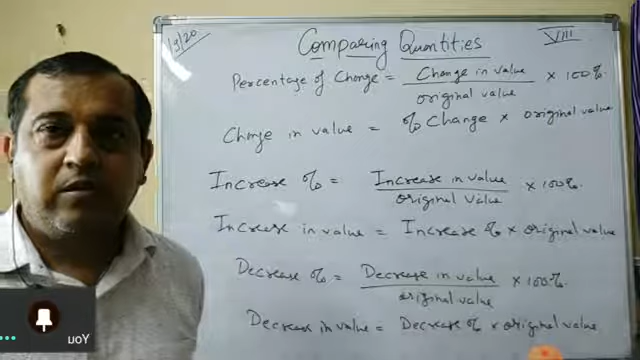 1/9/20
Comparing Quantities
VIII
Percentage of Change = Change in value / original value × 100%
Change in value = % Change × original value
Increase % = Increase in value / original value × 100%
Increase in value = Increase % × original value
Decrease % = Decrease in value / original value × 100%
Decrease in value = Decrease % × original value
You